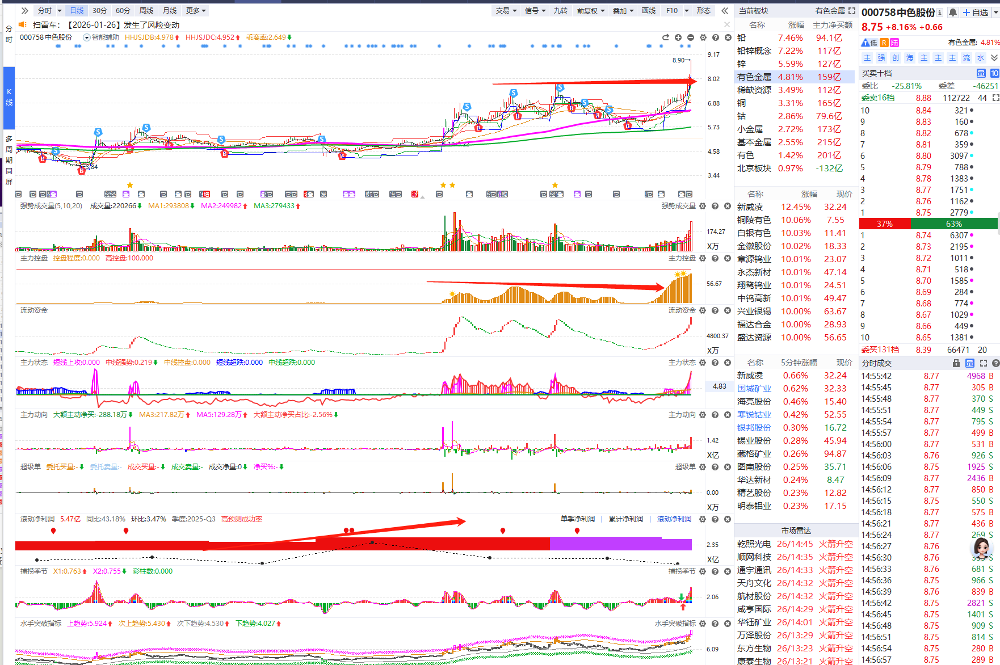 分时 日线 30分 60分 周线 月线 更多
交易 信号 九转 前复权 叠加 画线 F10 形态
扫雷车：【2026-01-26】发生了风险变动
000758 中色股份 智能辅助 HHJSJDB:4.978 HHJSJDC:4.952 乖离率:2.649
分时
K线
多周期同屏
9.17
8.90
8.02
6.88
5.73
4.58
3.44
3.84
强势成交量(5,10,20) 成交量:220266 MA1:293808 MA2:249982 MA3:279433 强势成交量
174.27
X万
主力控盘 控盘程度:0.000 高控盘:100.000 主力控盘
56.67
流动资金 流动资金
4800.37
X万
主力状态 短线上攻:0.000 中线强势:0.219 中线控盘:0.000 短线超跌:0.000 中线超跌:0.000 主力状态
4.83
主力动向 大额主动净买:-288.18万 MA3:217.82万 MA5:129.28万 大额主动净买占比:-2.56% 主力动向
1.42
X亿
超级单 委托买量:- 委托卖量:- 成交买量:- 成交卖量:- 成交净量:0 净买%:- 超级单
0.00
X万
滚动净利润 5.47亿 同比:43.18% 环比:3.47% 季度:2025-Q3 高预测成功率 单季净利润 | 累计净利润 | 滚动净利润
2.35
X亿
捕捞季节 X1:0.763 X2:0.755 彩柱数:0.000 捕捞季节
2.06
水手突破指标 上趋势:5.924 次上趋势:5.430 次下趋势:4.530 下趋势:4.027 水手突破指标
6.09
当前板块 有色金属
名称 涨幅 主力净买额
铅 7.46% 94.1亿
铅锌概念 7.22% 117亿
锌 5.59% 127亿
有色金属 4.81% 159亿
稀缺资源 3.49% 112亿
铜 3.31% 165亿
钴 2.86% 79.6亿
小金属 2.72% 173亿
基本金属 2.55% 215亿
有色 1.42% 201亿
北京板块 0.97% -132亿
名称 涨幅 现价
新威凌 12.45% 32.24
铜陵有色 10.06% 7.55
白银有色 10.03% 11.41
金徽股份 10.02% 18.33
章源钨业 10.01% 23.07
永杰新材 10.01% 47.14
翔鹭钨业 10.01% 24.51
中钨高新 10.01% 49.47
兴业银锡 10.00% 63.67
福达合金 10.00% 28.93
盛达资源 10.00% 56.65
名称 5分钟涨幅 现价
新威凌 0.66% 32.24
国城矿业 0.62% 32.33
海亮股份 0.46% 15.40
寒锐钴业 0.42% 52.55
银邦股份 0.30% 16.72
锡业股份 0.28% 45.94
藏格矿业 0.26% 94.87
图南股份 0.25% 35.71
华达新材 0.24% 8.47
精艺股份 0.23% 12.82
明泰铝业 0.23% 17.15
市场雷达
乾照光电 26/14:45 火箭升空
顺网科技 26/14:35 火箭升空
通宇通讯 26/14:33 火箭升空
天舟文化 26/14:32 火箭升空
航材股份 26/14:32 火箭升空
咸亨国际 26/14:29 火箭升空
华钰矿业 26/14:01 火箭升空
万泽股份 26/13:29 火箭升空
东方生物 26/13:23 火箭升空
康泰生物 26/13:21 火箭升空
000758 中色股份 自选
8.75 +8.16% +0.66
低 R 陆 有色金属: 4.81%
主 强 创 海 主 主 主 流 水
买卖十档 量 10
委比 -25.81% 委差 -46251
委卖16档 8.88 112722 44
10 8.84 321
9 8.83 160
8 8.82 678
7 8.81 359
6 8.80 3097
5 8.79 788
4 8.78 1383
3 8.77 1751
2 8.76 1162
1 8.75 2779
37% 63%
1 8.74 6307
2 8.73 2195
3 8.72 1011
4 8.71 518
5 8.70 1585
6 8.69 284
7 8.68 774
8 8.67 1029
9 8.66 449
10 8.65 1381
委买131档 8.39 66471 20
分时成交 量
14:55:42 8.77 4968 B
14:55:45 8.77 305 B
14:55:48 8.77 370 S
14:55:51 8.77 449 S
14:55:54 8.77 795 S
14:55:57 8.77 499 B
14:56:00 8.77 531 B
14:56:03 8.76 926 S
14:56:06 8.75 1925 S
14:56:09 8.77 2436 B
14:56:12 8.77 850 B
14:56:15 8.75 550 S
14:56:18 8.77 575 B
14:56:21 8.77 436 B
14:56:24 8.77 269 S
14:56:27 8.76
14:56:30 8.76 S
14:56:33 8.76 681 S
14:56:36 8.75 966 S
14:56:39 8.76 839 B
14:56:42 8.75 2821 S
14:56:45 8.75 1401 S
14:56:48 8.75 909 S
14:56:51 8.75 814 S
14:56:54 8.75 280 B
14:56:57 8.75 289 B